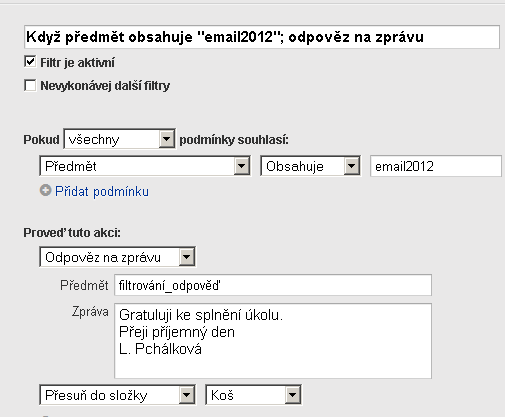 Když předmět obsahuje "email2012"; odpověz na zprávu
Filtr je aktivní
Nevykonávej další filtry
Pokud všechny podmínky souhlasí:
Předmět Obsahuje email2012
Přidat podmínku
Proveď tuto akci:
Odpověz na zprávu
Předmět filtrování_odpověď
Zpráva Gratuluji ke splnění úkolu.
Přeji příjemný den
L. Pchálková
Přesuň do složky Koš